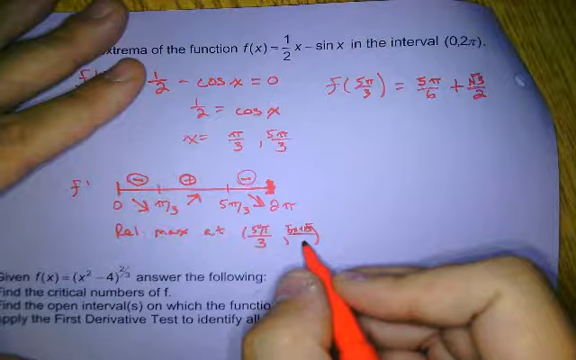 extrema of the function f(x) = 1/2 x − sin x in the interval (0,2π).
1/2 − cos x = 0
f(5π/3) = 5π/6 + √3/2
1/2 = cos x
x = π/3 , 5π/3
f'
− + −
0 π/3 5π/3 2π
Rel. max at (5π/3 ,
Given f(x) = (x² − 4)^(2/3) answer the following:
Find the critical numbers of f.
Find the open interval(s) on which the functio
apply the First Derivative Test to identify all